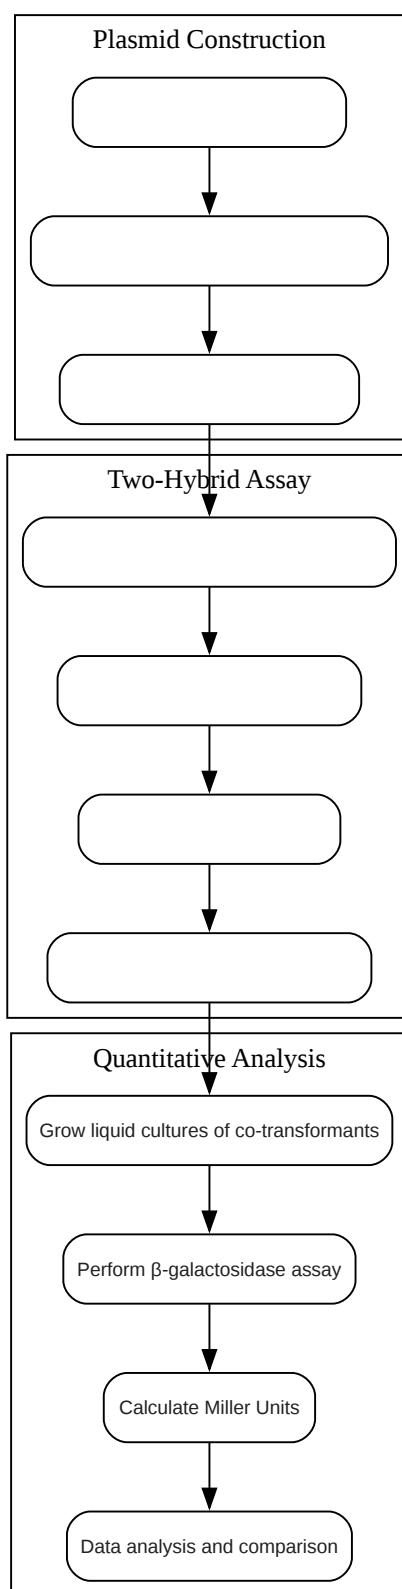 Plasmid Construction
Two-Hybrid Assay
Quantitative Analysis
Grow liquid cultures of co-transformants
Perform β-galactosidase assay
Calculate Miller Units
Data analysis and comparison